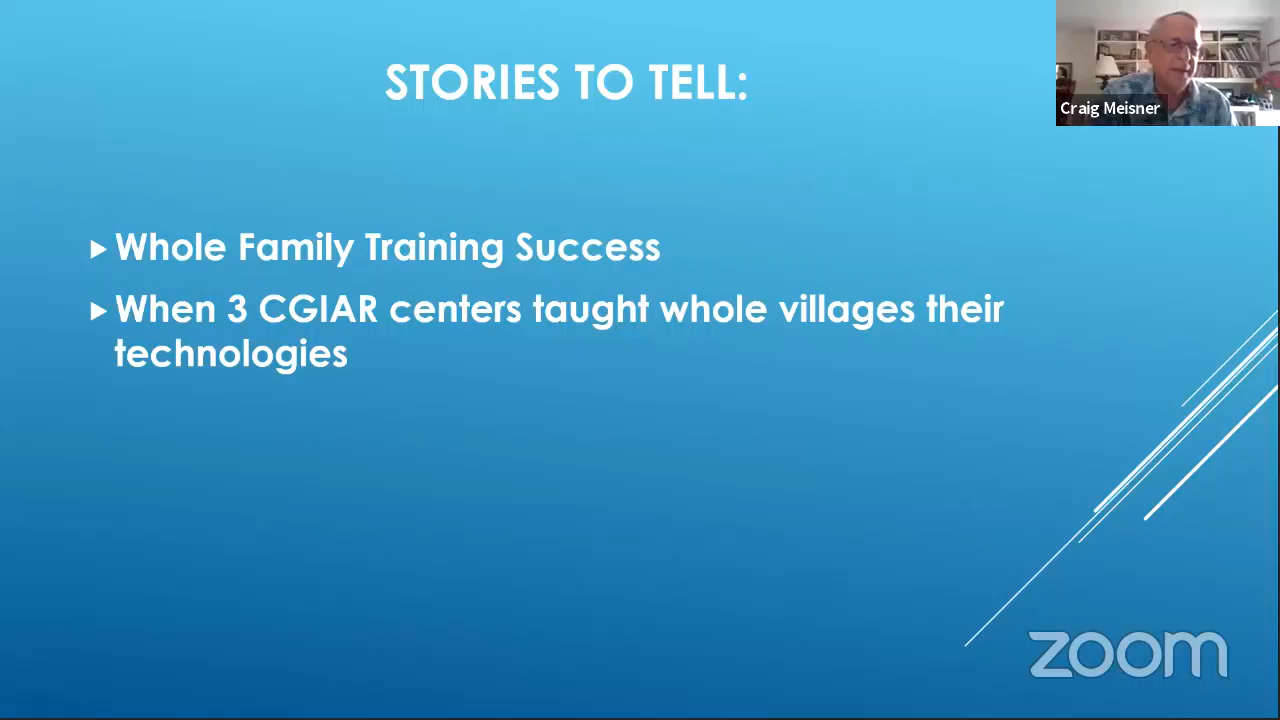 STORIES TO TELL:
Craig Meisner
Whole Family Training Success
When 3 CGIAR centers taught whole villages their
technologies
zoom